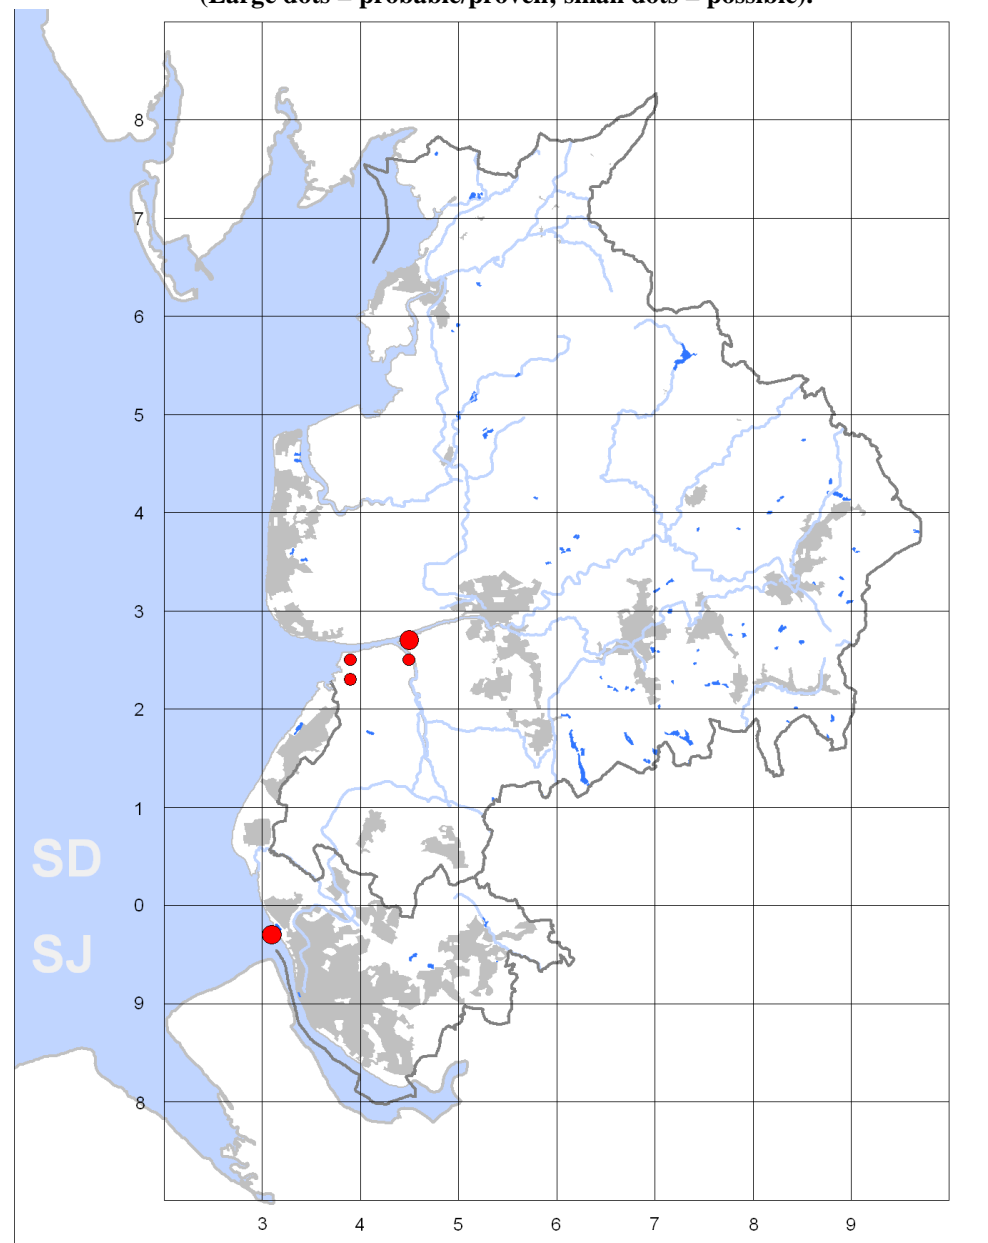 (Large dots = probable/proven, small dots = possible).
8
7
6
5
4
3
2
1
SD
0
SJ
9
8
3 4 5 6 7 8 9